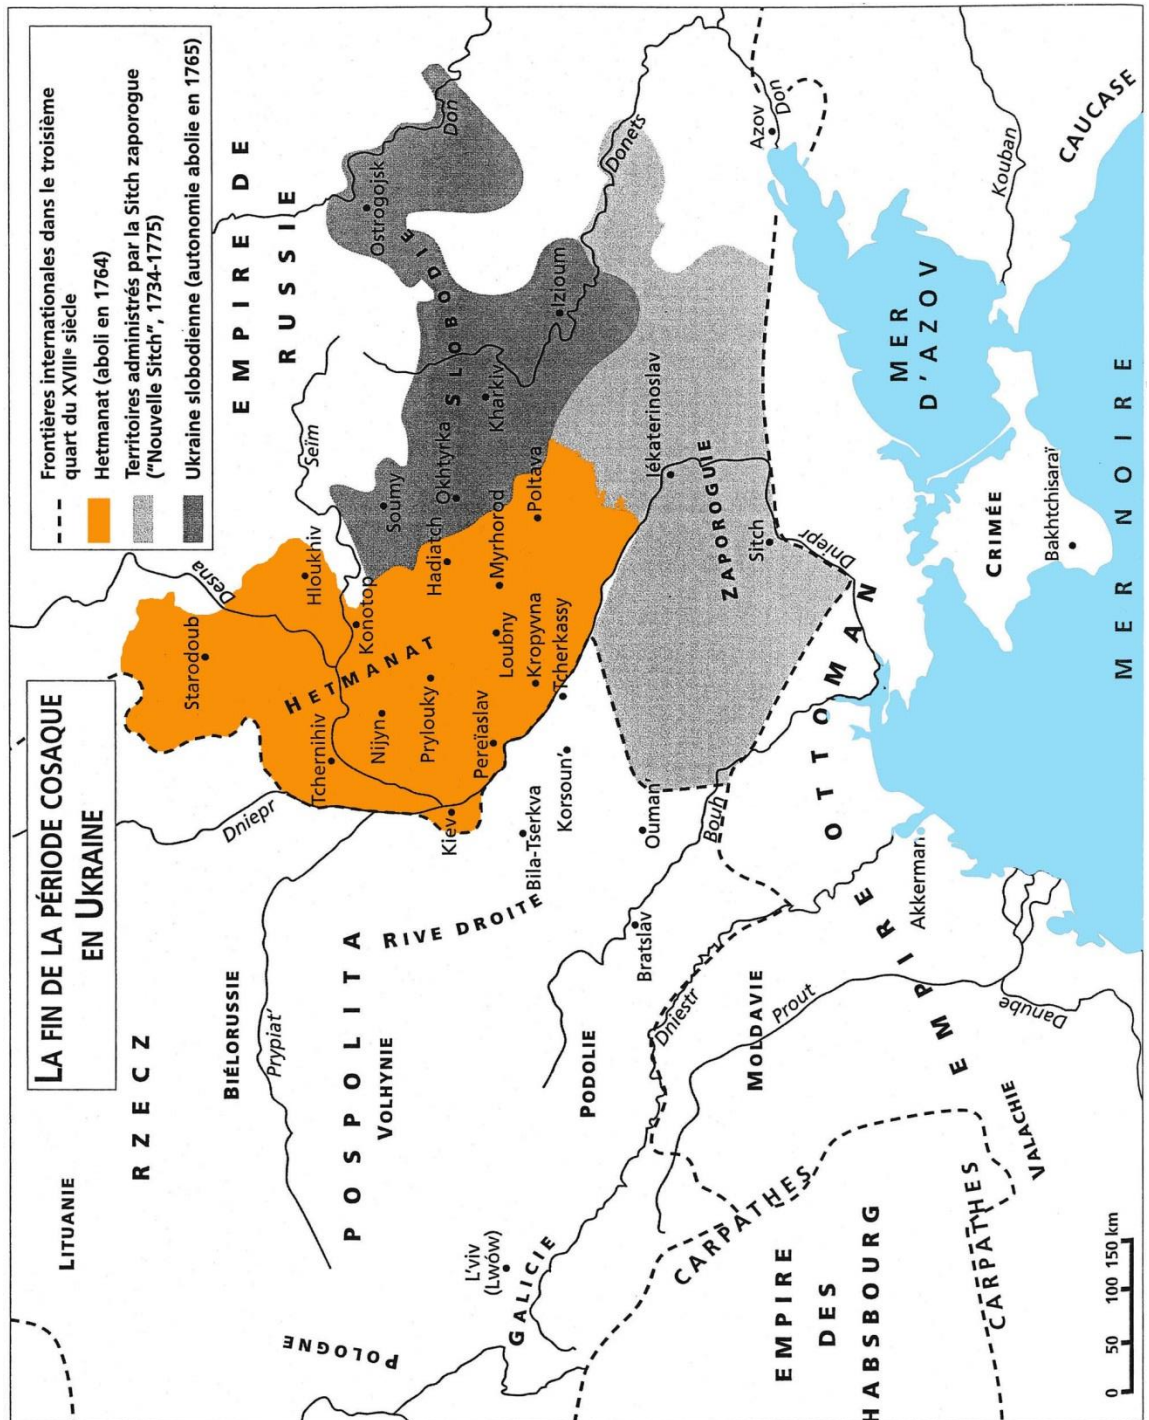 LA FIN DE LA PÉRIODE COSAQUE
EN UKRAINE
Frontières internationales dans le troisième
quart du XVIIIᵉ siècle
Hetmanat (aboli en 1764)
Territoires administrés par la Sitch zaporogue
("Nouvelle Sitch", 1734-1775)
Ukraine slobodienne (autonomie abolie en 1765)
LITUANIE
RZECZ
POSPOLITA
BIÉLORUSSIE
Prypiat'
VOLHYNIE
POLOGNE
L'viv
(Lwów)
GALICIE
RIVE DROITE
PODOLIE
Bratslav
Dniestr
MOLDAVIE
Prout
CARPATHES
EMPIRE
DES
HABSBOURG
CARPATHES
VALACHIE
Danube
EMPIRE OTTOMAN
Akkerman
Bouh
Ouman
Korsoun'
Bila-Tserkva
Kiev
Dniepr
Desna
Starodoub
Hloukhiv
HETMANAT
Tchernihiv
Konotop
Nijyn
Prylouky
Pereïaslav
Hadiatch
Myrhorod
Loubny
Kropyvna
Tcherkassy
Poltava
Seïm
EMPIRE DE
RUSSIE
Soumy
Okhtyrka
SLOBODIE
Kharkiv
Izioum
Ostrogojsk
Don
Donets
Iékaterinoslav
ZAPOROGUIE
Sitch
Dniepr
Azov
Don
MER
D'AZOV
Kouban
CAUCASE
CRIMÉE
Bakhtchisaraï
MER NOIRE
0 50 100 150 km